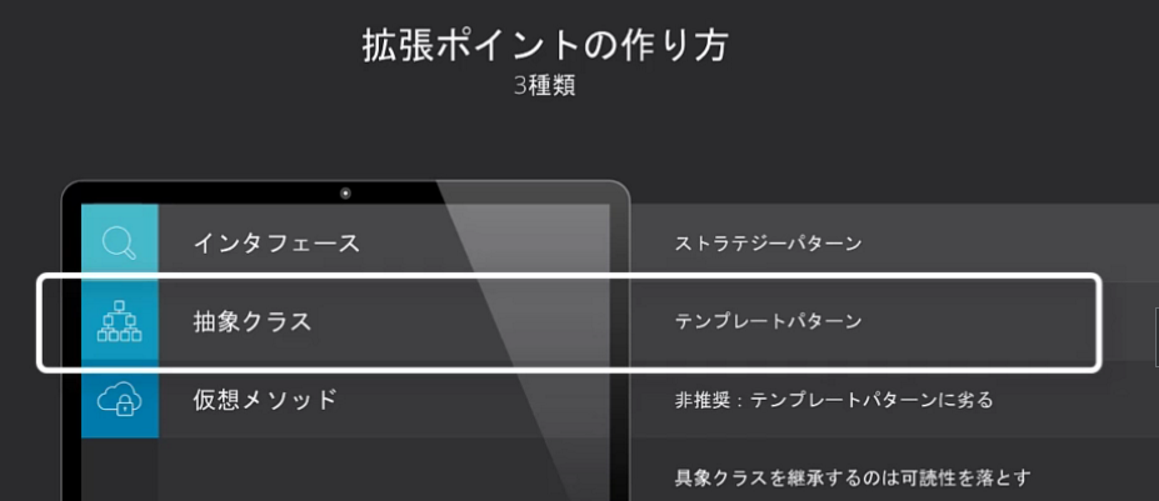 拡張ポイントの作り方
3種類
インタフェース
ストラテジーパターン
抽象クラス
テンプレートパターン
仮想メソッド
非推奨：テンプレートパターンに劣る
具象クラスを継承するのは可読性を落とす